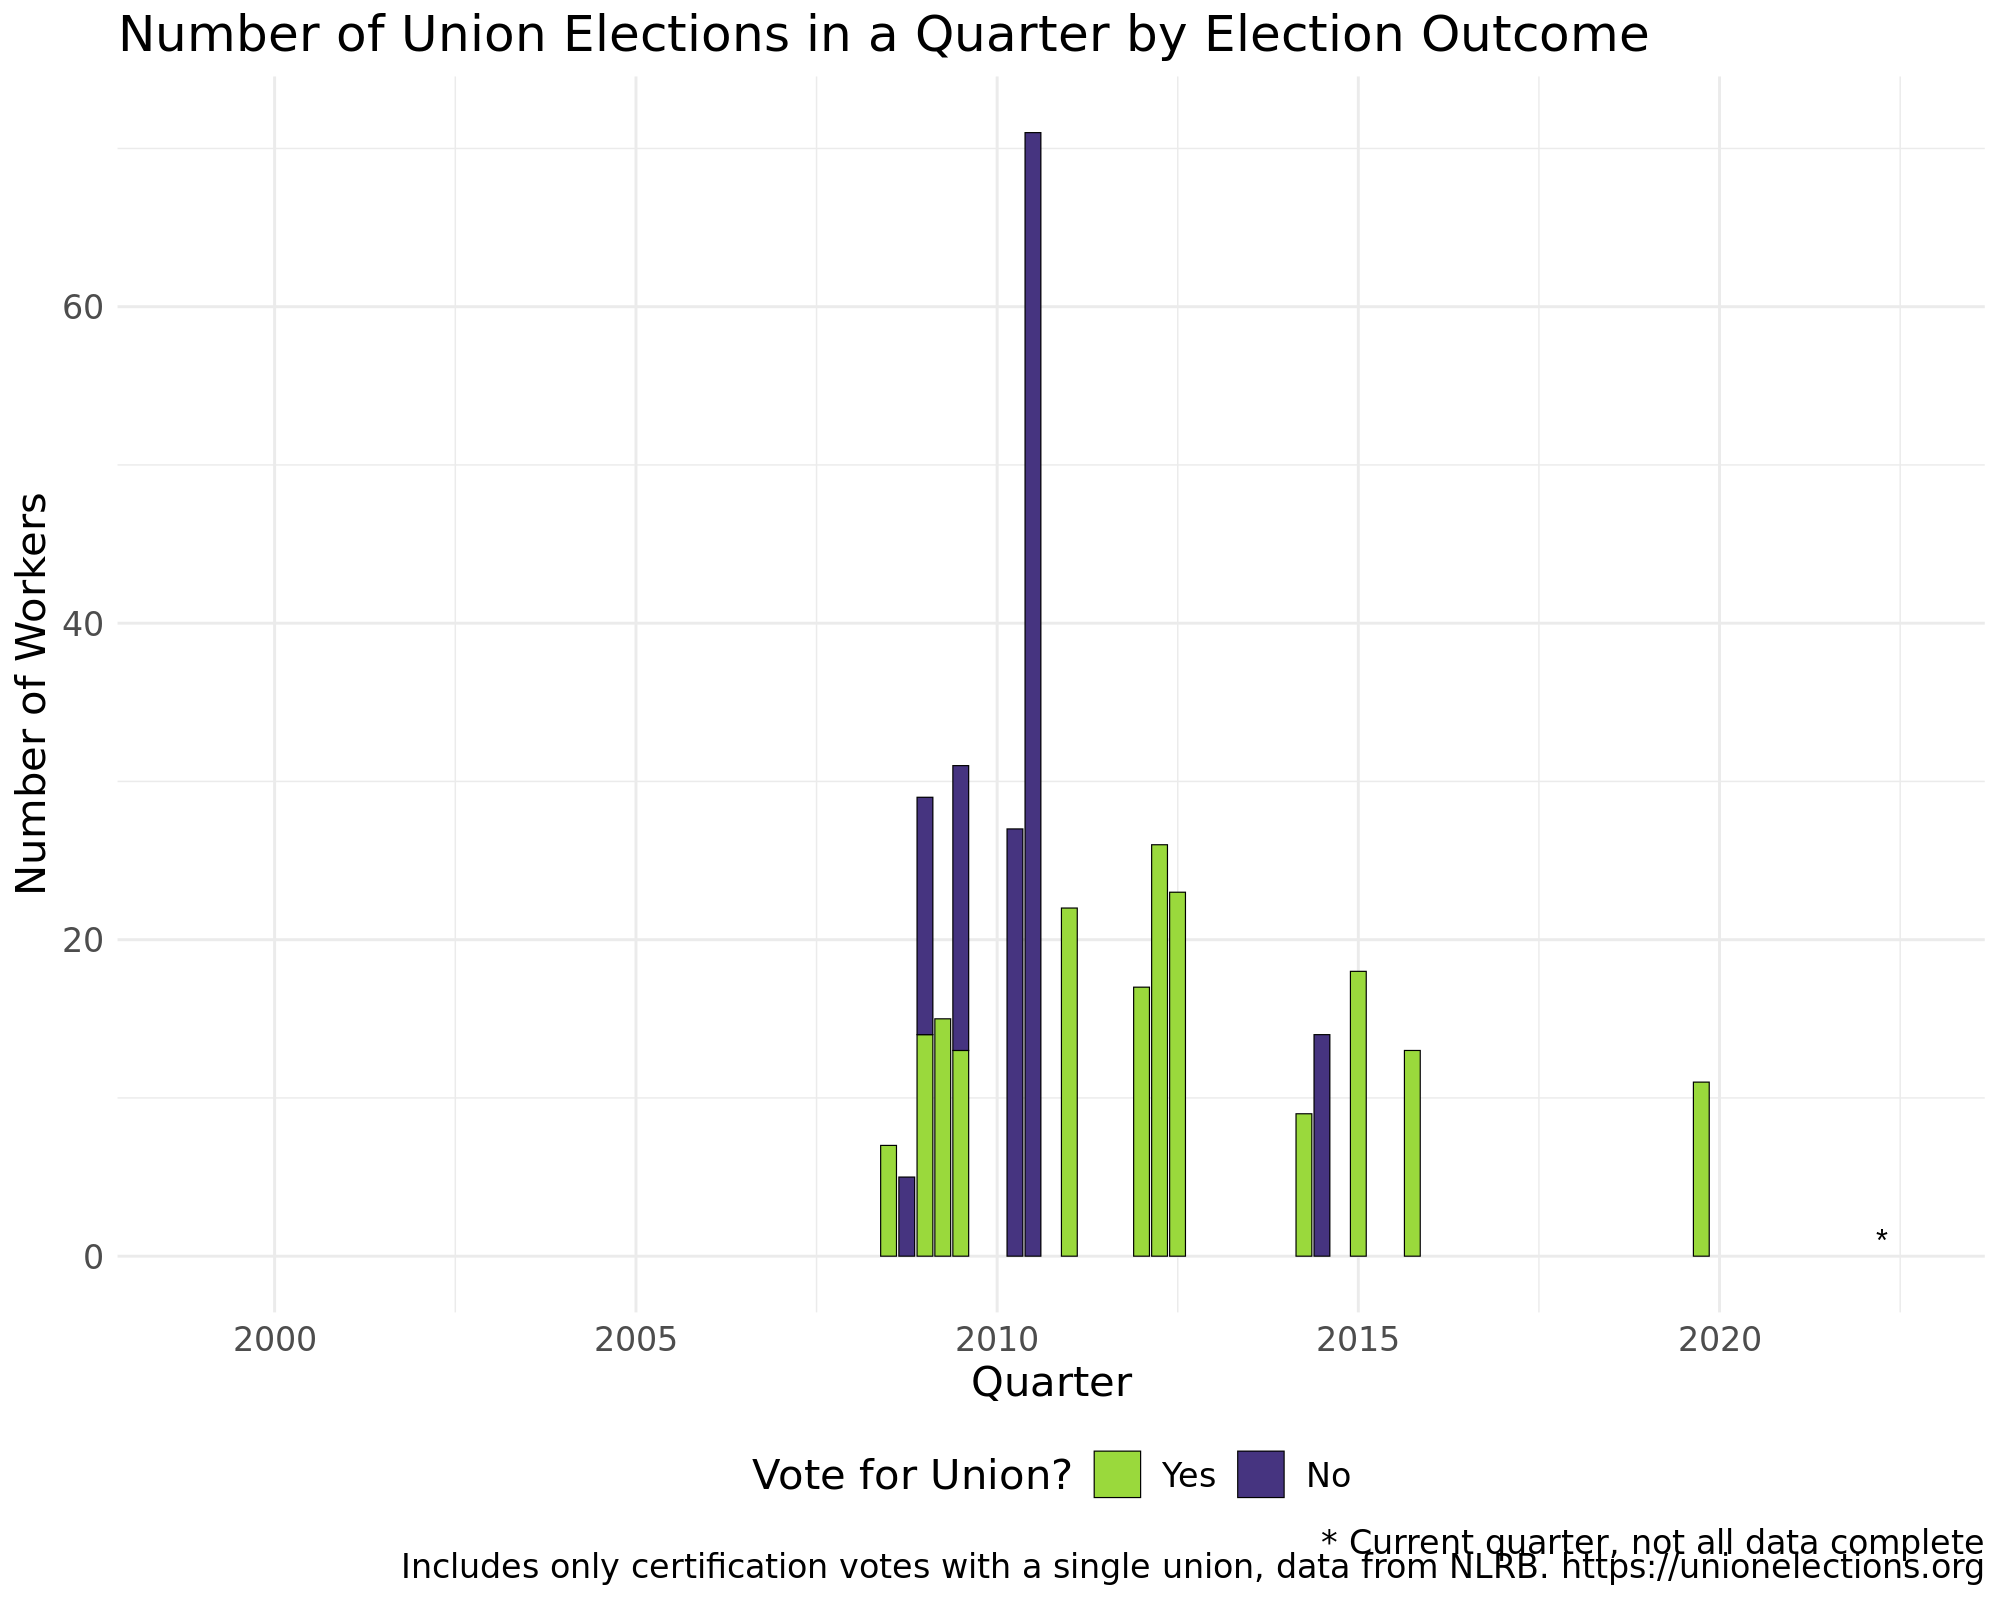 Number of Union Elections in a Quarter by Election Outcome
Number of Workers
60
40
20
0
*
2000 2005 2010 2015 2020
Quarter
Vote for Union? Yes No
* Current quarter, not all data complete
Includes only certification votes with a single union, data from NLRB. https://unionelections.org